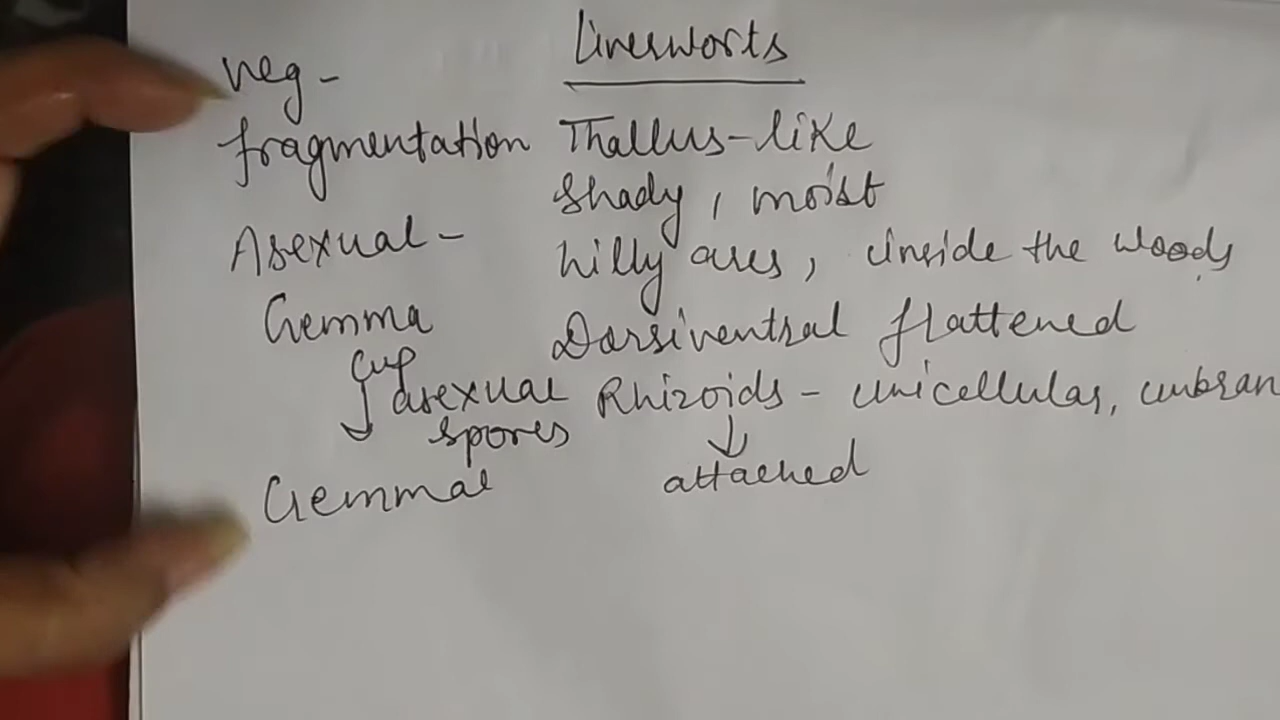 Liverworts
Veg -
fragmentation
Asexual -
Gemma
cup
asexual
spores
Gemmae
Thallus-like
Shady, moist
hilly ares, inside the woods
Dorsiventral flattened
Rhizoids - unicellular, unbran
attached